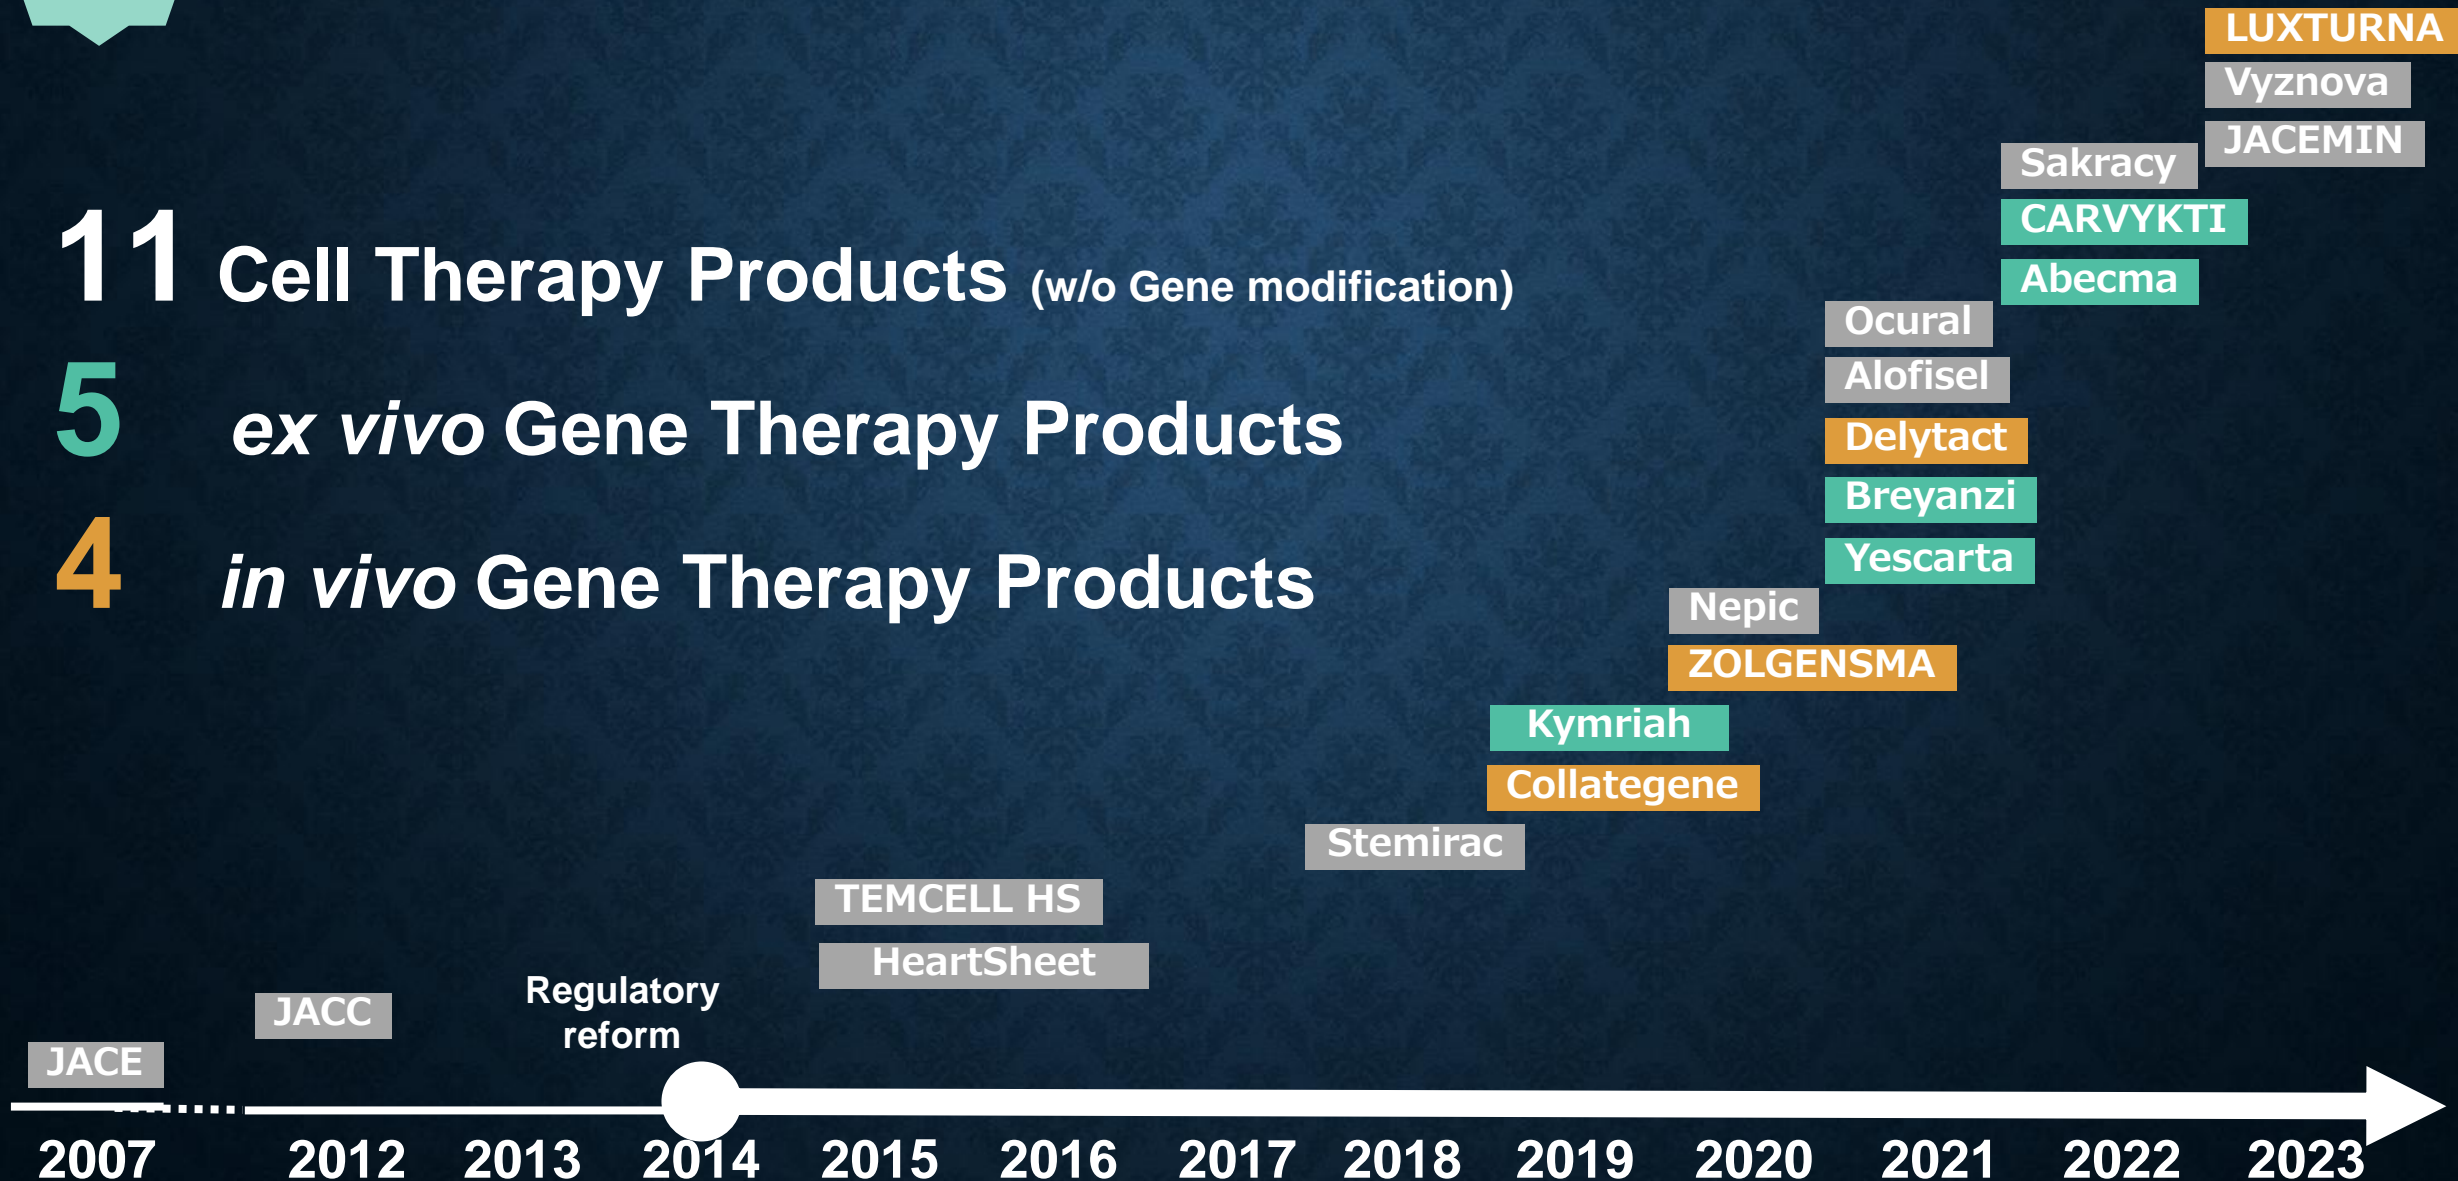 LUXTURNA
Vyznova
JACEMIN
Sakracy
CARVYKTI
Abecma
11 Cell Therapy Products (w/o Gene modification)
Ocural
Alofisel
5 ex vivo Gene Therapy Products
Delytact
Breyanzi
4 in vivo Gene Therapy Products
Yescarta
Nepic
ZOLGENSMA
Kymriah
Collategene
Stemirac
TEMCELL HS
HeartSheet
Regulatory
reform
JACC
JACE
2007 2012 2013 2014 2015 2016 2017 2018 2019 2020 2021 2022 2023